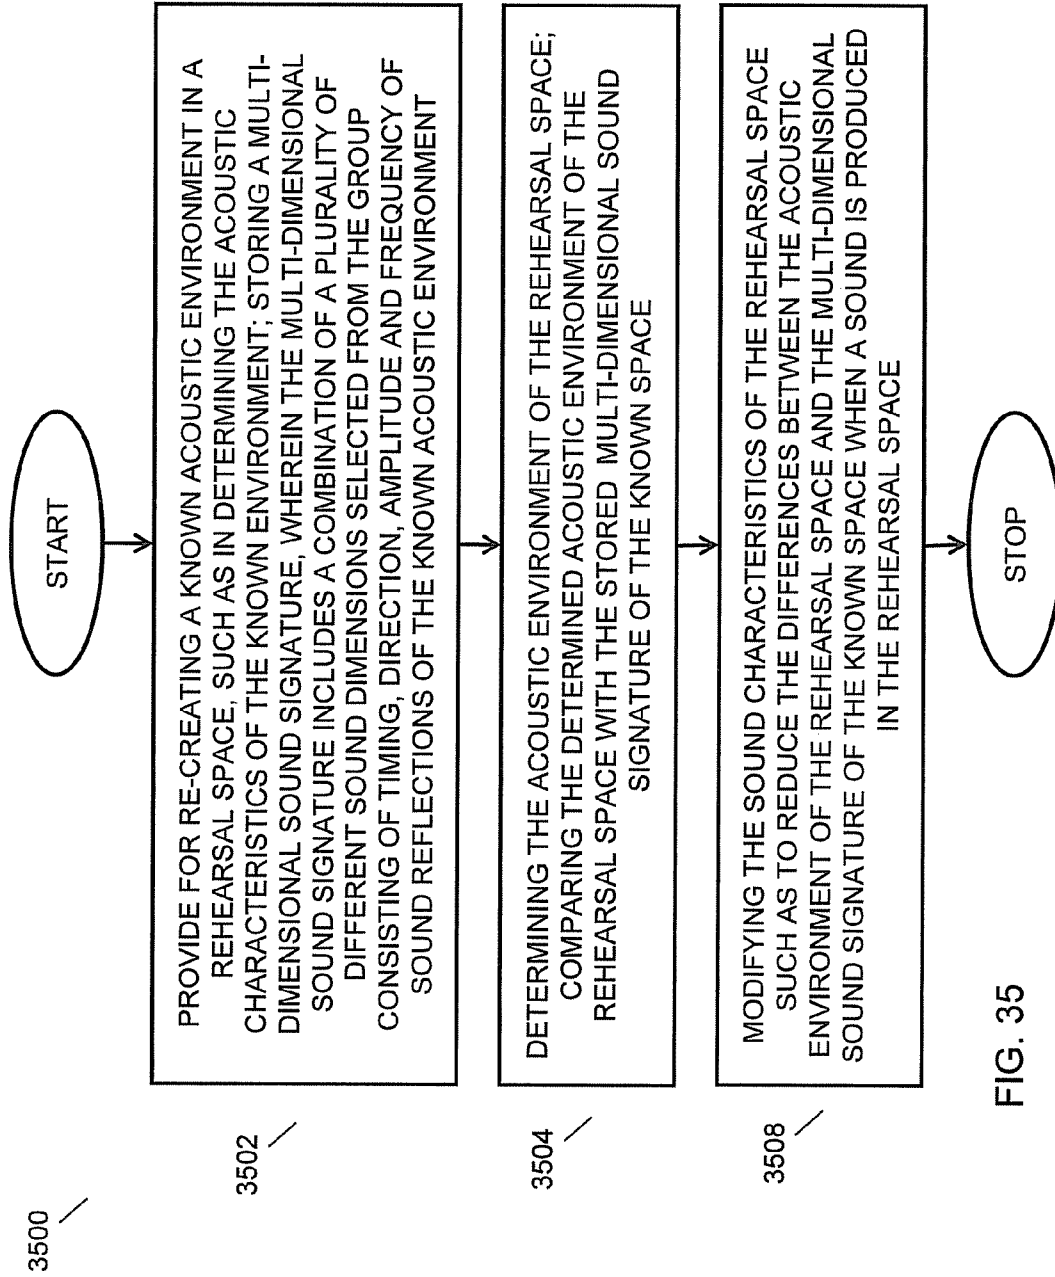 3500
START
3502
PROVIDE FOR RE-CREATING A KNOWN ACOUSTIC ENVIRONMENT IN A
REHEARSAL SPACE, SUCH AS IN DETERMINING THE ACOUSTIC
CHARACTERISTICS OF THE KNOWN ENVIRONMENT; STORING A MULTI-
DIMENSIONAL SOUND SIGNATURE, WHEREIN THE MULTI-DIMENSIONAL
SOUND SIGNATURE INCLUDES A COMBINATION OF A PLURALITY OF
DIFFERENT SOUND DIMENSIONS SELECTED FROM THE GROUP
CONSISTING OF TIMING, DIRECTION, AMPLITUDE AND FREQUENCY OF
SOUND REFLECTIONS OF THE KNOWN ACOUSTIC ENVIRONMENT
3504
DETERMINING THE ACOUSTIC ENVIRONMENT OF THE REHEARSAL SPACE;
COMPARING THE DETERMINED ACOUSTIC ENVIRONMENT OF THE
REHEARSAL SPACE WITH THE STORED MULTI-DIMENSIONAL SOUND
SIGNATURE OF THE KNOWN SPACE
3508
MODIFYING THE SOUND CHARACTERISTICS OF THE REHEARSAL SPACE
SUCH AS TO REDUCE THE DIFFERENCES BETWEEN THE ACOUSTIC
ENVIRONMENT OF THE REHEARSAL SPACE AND THE MULTI-DIMENSIONAL
SOUND SIGNATURE OF THE KNOWN SPACE WHEN A SOUND IS PRODUCED
IN THE REHEARSAL SPACE
STOP
FIG. 35